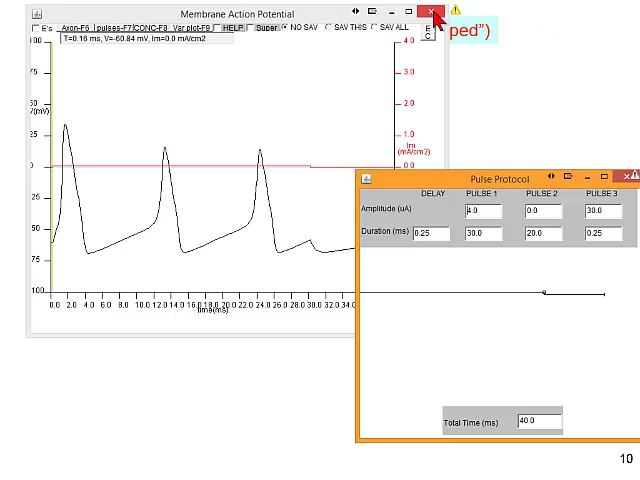 Membrane Action Potential
E's Axon-F6 pulses-F7 CONC-F8 Var plot-F9 HELP Super NO SAV SAV THIS SAV ALL E
C
ped")
T=0.16 ms, V=-60.84 mV, Im=0.0 mA/cm2
100 4.0
75 3.0
50 2.0
V(mV)
25 1.0
Im
(mA/cm2)
0 0.0
25
50
75
100
0.0 2.0 4.0 6.0 8.0 10.0 12.0 14.0 16.0 18.0 20.0 22.0 24.0 26.0 28.0 30.0 32.0 34.0
time(ms)
Pulse Protocol
DELAY PULSE 1 PULSE 2 PULSE 3
Amplitude (uA) 4.0 0.0 30.0
Duration (ms) 0.25 30.0 20.0 0.25
Total Time (ms) 40.0
10